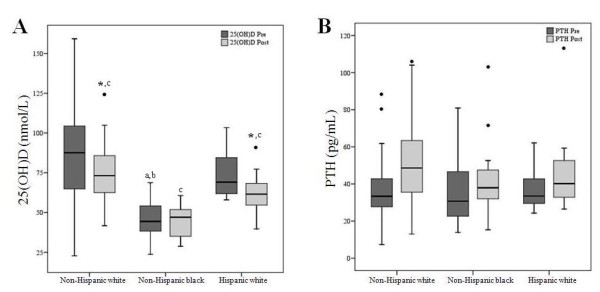 A
25(OH)D Pre
25(OH)D Post
25(OH)D (nmol/L)
150
125
100
75
50
25
*,c
a,b
c
*,c
Non-Hispanic white
Non-Hispanic black
Hispanic white
B
PTH Pre
PTH Post
PTH (pg/mL)
120
100
80
60
40
20
0
Non-Hispanic white
Non-Hispanic black
Hispanic white